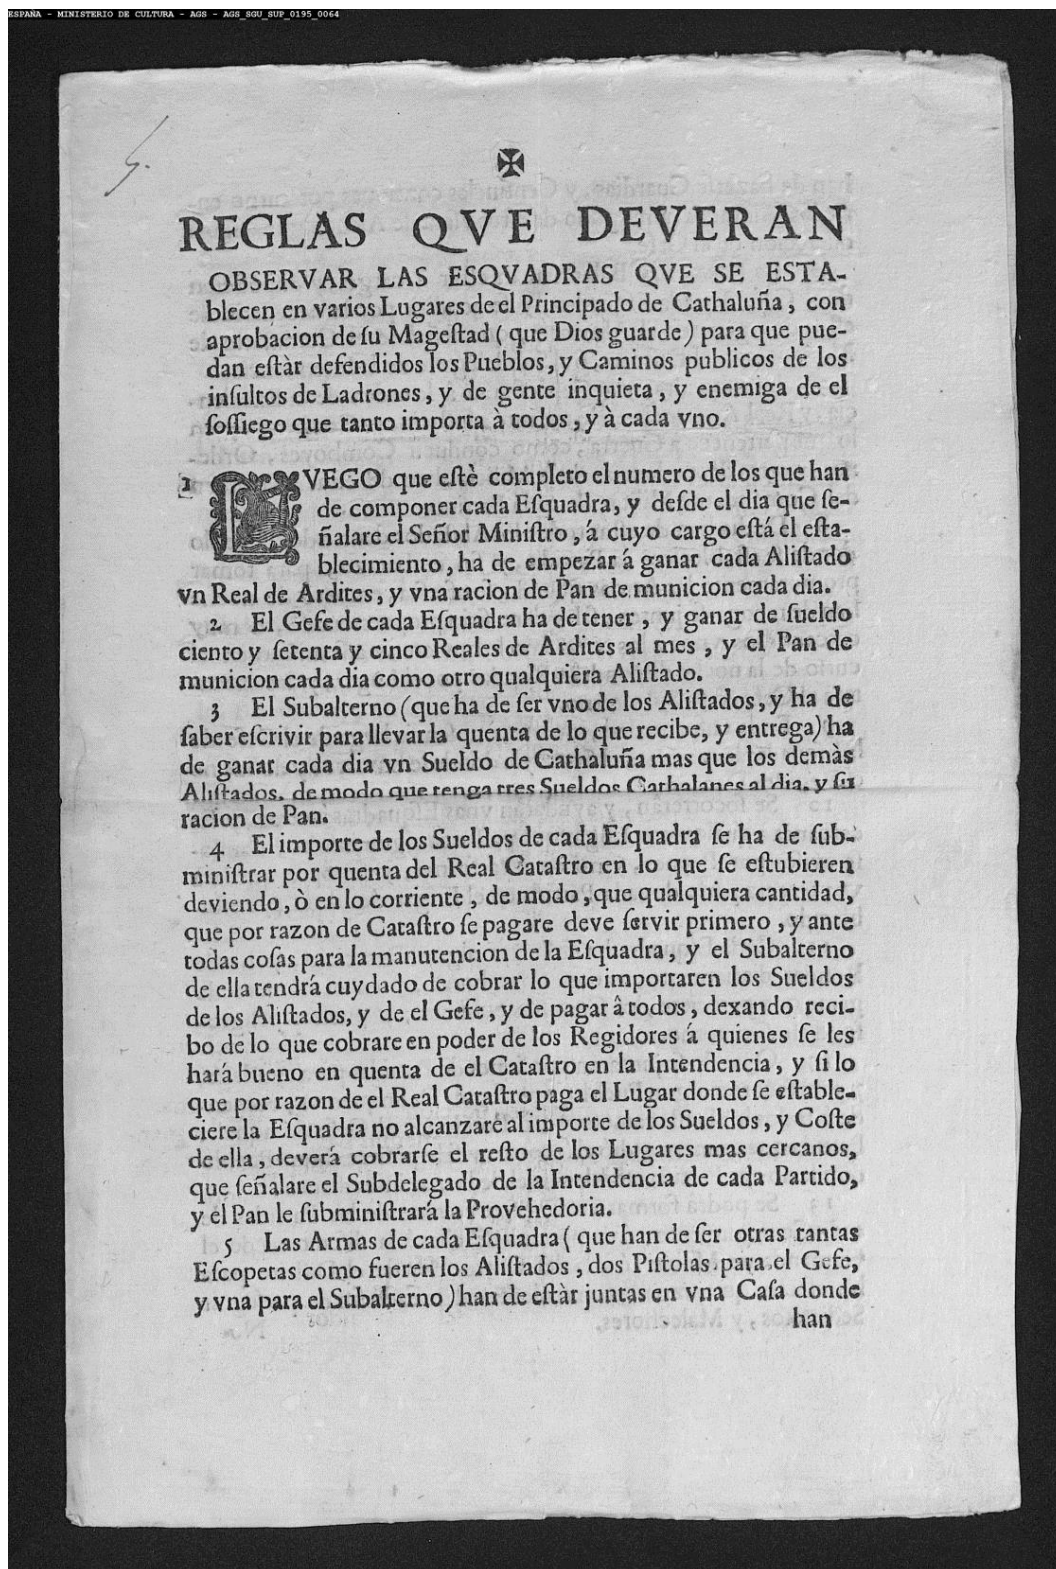 ESPAÑA - MINISTERIO DE CULTURA - AGS - AGS_SGU_SUP_0195_0064
✠
REGLAS QVE DEVERAN
OBSERVAR LAS ESQVADRAS QVE SE ESTA-
blecen en varios Lugares de el Principado de Cathaluña, con
aprobacion de ſu Mageſtad ( que Dios guarde ) para que pue-
dan eſtàr defendidos los Pueblos, y Caminos publicos de los
inſultos de Ladrones, y de gente inquieta, y enemiga de el
ſoſſiego que tanto importa à todos, y à cada vno.
1 LVEGO que eſtè completo el numero de los que han
de componer cada Eſquadra, y deſde el dia que ſe-
ñalare el Señor Miniſtro, á cuyo cargo eſtá el eſta-
blecimiento, ha de empezar á ganar cada Aliſtado
vn Real de Ardites, y vna racion de Pan de municion cada dia.
2 El Gefe de cada Eſquadra ha de tener, y ganar de ſueldo
ciento y ſetenta y cinco Reales de Ardites al mes, y el Pan de
municion cada dia como otro qualquiera Aliſtado.
3 El Subalterno (que ha de ſer vno de los Aliſtados, y ha de
ſaber eſcrivir para llevar la quenta de lo que recibe, y entrega) ha
de ganar cada dia vn Sueldo de Cathaluña mas que los demàs
Aliſtados, de modo que tenga tres Sueldos Cathalanes al dia, y ſu
racion de Pan.
4 El importe de los Sueldos de cada Eſquadra ſe ha de ſub-
miniſtrar por quenta del Real Cataſtro en lo que ſe eſtubieren
deviendo, ò en lo corriente, de modo, que qualquiera cantidad,
que por razon de Cataſtro ſe pagare deve ſervir primero, y ante
todas coſas para la manutencion de la Eſquadra, y el Subalterno
de ella tendrá cuydado de cobrar lo que importaren los Sueldos
de los Aliſtados, y de el Gefe, y de pagar â todos, dexando reci-
bo de lo que cobrare en poder de los Regidores á quienes ſe les
hará bueno en quenta de el Cataſtro en la Intendencia, y ſi lo
que por razon de el Real Cataſtro paga el Lugar donde ſe eſtable-
ciere la Eſquadra no alcanzare al importe de los Sueldos, y Coſte
de ella, deverá cobrarſe el reſto de los Lugares mas cercanos,
que ſeñalare el Subdelegado de la Intendencia de cada Partido,
y el Pan le ſubminiſtrará la Provehedoria.
5 Las Armas de cada Eſquadra ( que han de ſer otras tantas
Eſcopetas como fueren los Aliſtados, dos Piſtolas para el Gefe,
y vna para el Subalterno ) han de eſtàr juntas en vna Caſa donde
han